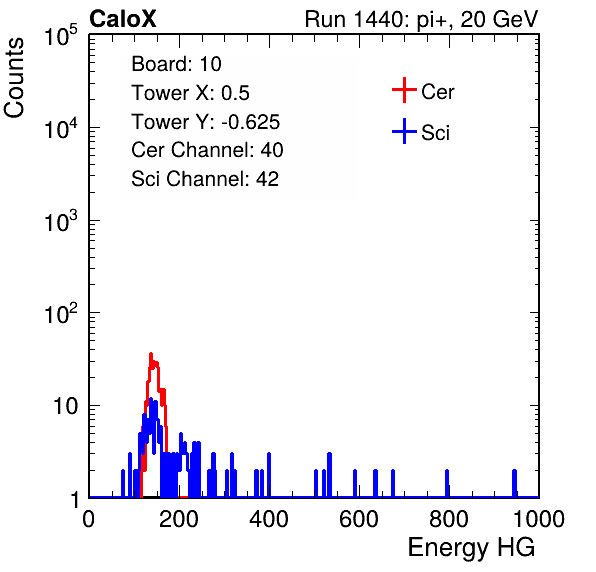 CaloX Run 1440: pi+, 20 GeV
Counts
Board: 10
Tower X: 0.5
Tower Y: -0.625
Cer Channel: 40
Sci Channel: 42
Cer
Sci
10^5
10^4
10^3
10^2
10
1
0 200 400 600 800 1000
Energy HG